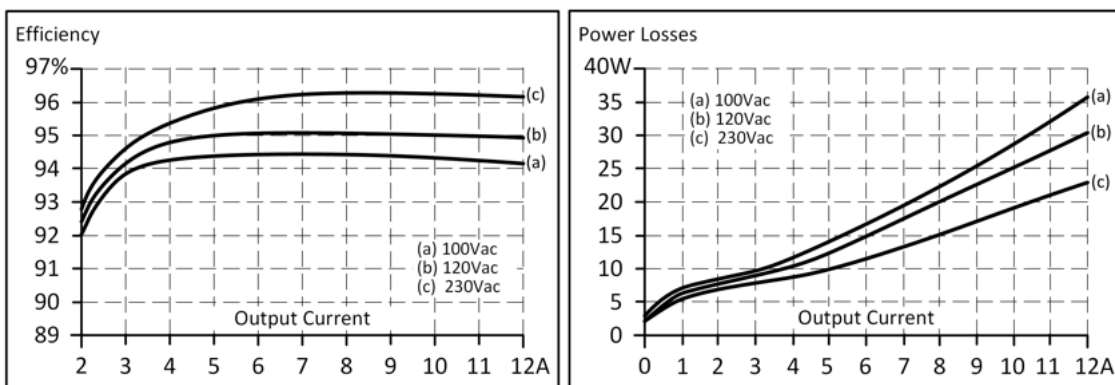 Efficiency
97%
96
95
94
93
92
91
90
89
(c)
(b)
(a)
(a) 100Vac
(b) 120Vac
(c) 230Vac
Output Current
2 3 4 5 6 7 8 9 10 11 12A
Power Losses
40W
35
30
25
20
15
10
5
0
(a) 100Vac
(b) 120Vac
(c) 230Vac
(a)
(b)
(c)
Output Current
0 1 2 3 4 5 6 7 8 9 10 11 12A